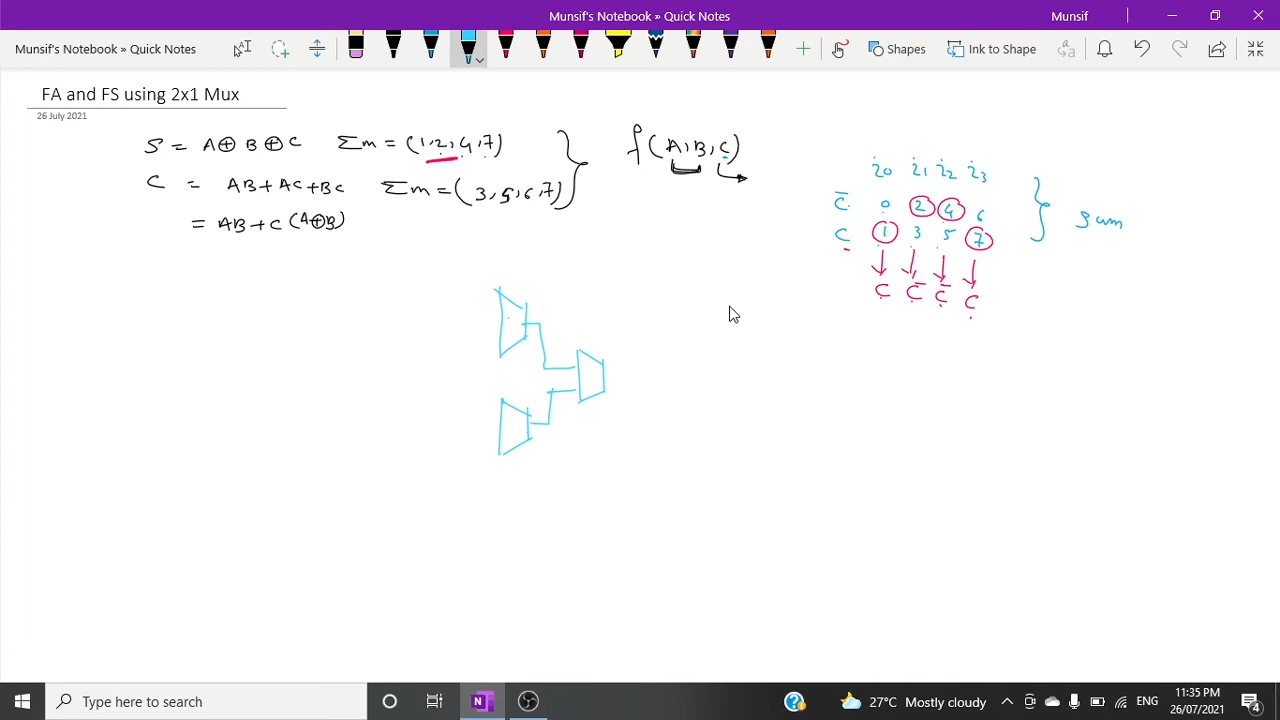 Munsif's Notebook » Quick Notes
Munsif
Munsif's Notebook » Quick Notes
Shapes
Ink to Shape
FA and FS using 2x1 Mux
26 July 2021
S = A⊕ B ⊕ C Σm = (1,2,4,7)
C = AB+AC+BC Σm = (3,5,6,7)
= AB+C (A⊕B)
f(A,B,C)
i0 i1 i2 i3
C̅ 0 2 4 6
C 1 3 5 7
C C̅ C̅ C
Sum
Type here to search
27°C Mostly cloudy
ENG
11:35 PM
26/07/2021
4